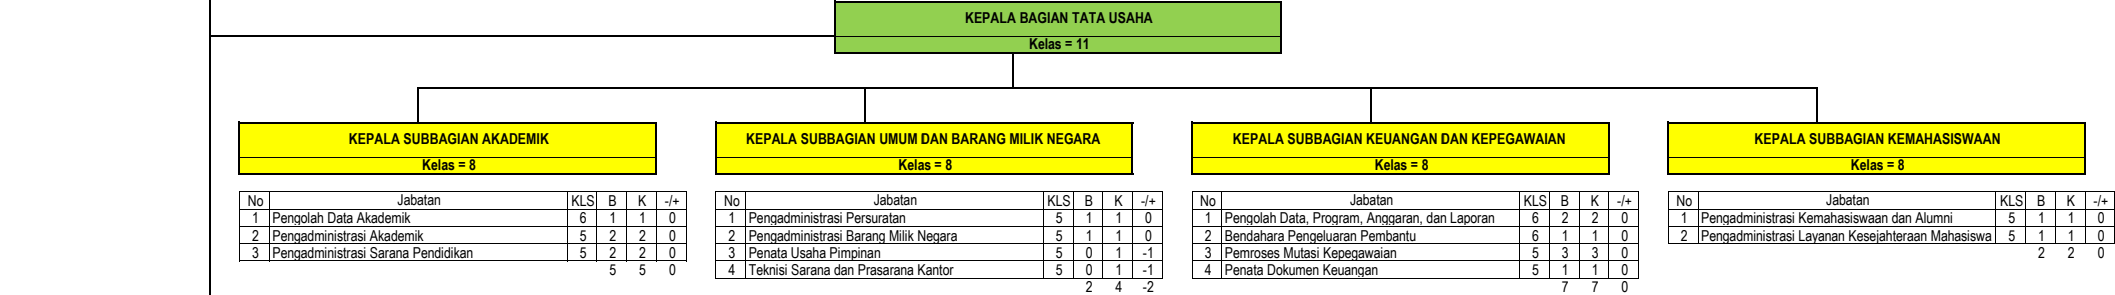 KEPALA BAGIAN TATA USAHA
Kelas = 11
KEPALA SUBBAGIAN AKADEMIK
Kelas = 8
No Jabatan KLS B K -/+
1 Pengolah Data Akademik 6 1 1 0
2 Pengadministrasi Akademik 5 2 2 0
3 Pengadministrasi Sarana Pendidikan 5 2 2 0
5 5 0
KEPALA SUBBAGIAN UMUM DAN BARANG MILIK NEGARA
Kelas = 8
No Jabatan KLS B K -/+
1 Pengadministrasi Persuratan 5 1 1 0
2 Pengadministrasi Barang Milik Negara 5 1 1 0
3 Penata Usaha Pimpinan 5 0 1 -1
4 Teknisi Sarana dan Prasarana Kantor 5 0 1 -1
2 4 -2
KEPALA SUBBAGIAN KEUANGAN DAN KEPEGAWAIAN
Kelas = 8
No Jabatan KLS B K -/+
1 Pengolah Data, Program, Anggaran, dan Laporan 6 2 2 0
2 Bendahara Pengeluaran Pembantu 6 1 1 0
3 Pemroses Mutasi Kepegawaian 5 3 3 0
4 Penata Dokumen Keuangan 5 1 1 0
7 7 0
KEPALA SUBBAGIAN KEMAHASISWAAN
Kelas = 8
No Jabatan KLS B K -/+
1 Pengadministrasi Kemahasiswaan dan Alumni 5 1 1 0
2 Pengadministrasi Layanan Kesejahteraan Mahasiswa 5 1 1 0
2 2 0